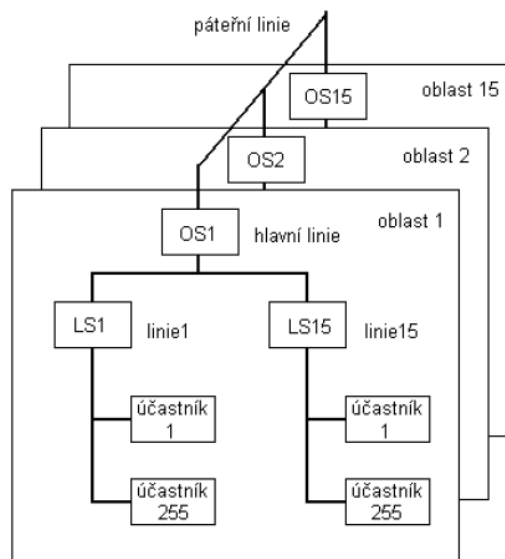 páteřní linie
OS15
oblast 15
OS2
oblast 2
OS1
hlavní linie
oblast 1
LS1
linie1
LS15
linie15
účastník
1
účastník
1
účastník
255
účastník
255